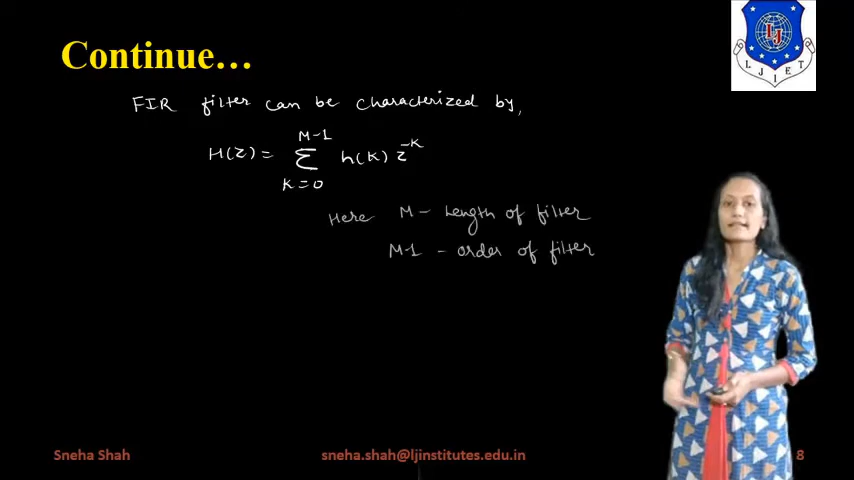 Continue…
LJIET
FIR filter can be characterized by,
M-1
H(z) = Σ h(k) z^-k
k=0
Here M - Length of filter
M-1 - order of filter
Sneha Shah
sneha.shah@ljinstitutes.edu.in
8